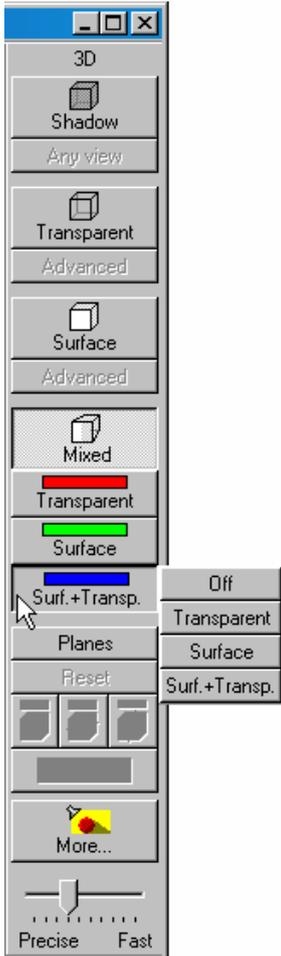 3D
Shadow
Any view
Transparent
Advanced
Surface
Advanced
Mixed
Transparent
Surface
Surf.+Transp.
Off
Transparent
Surface
Surf.+Transp.
Planes
Reset
More...
Precise Fast